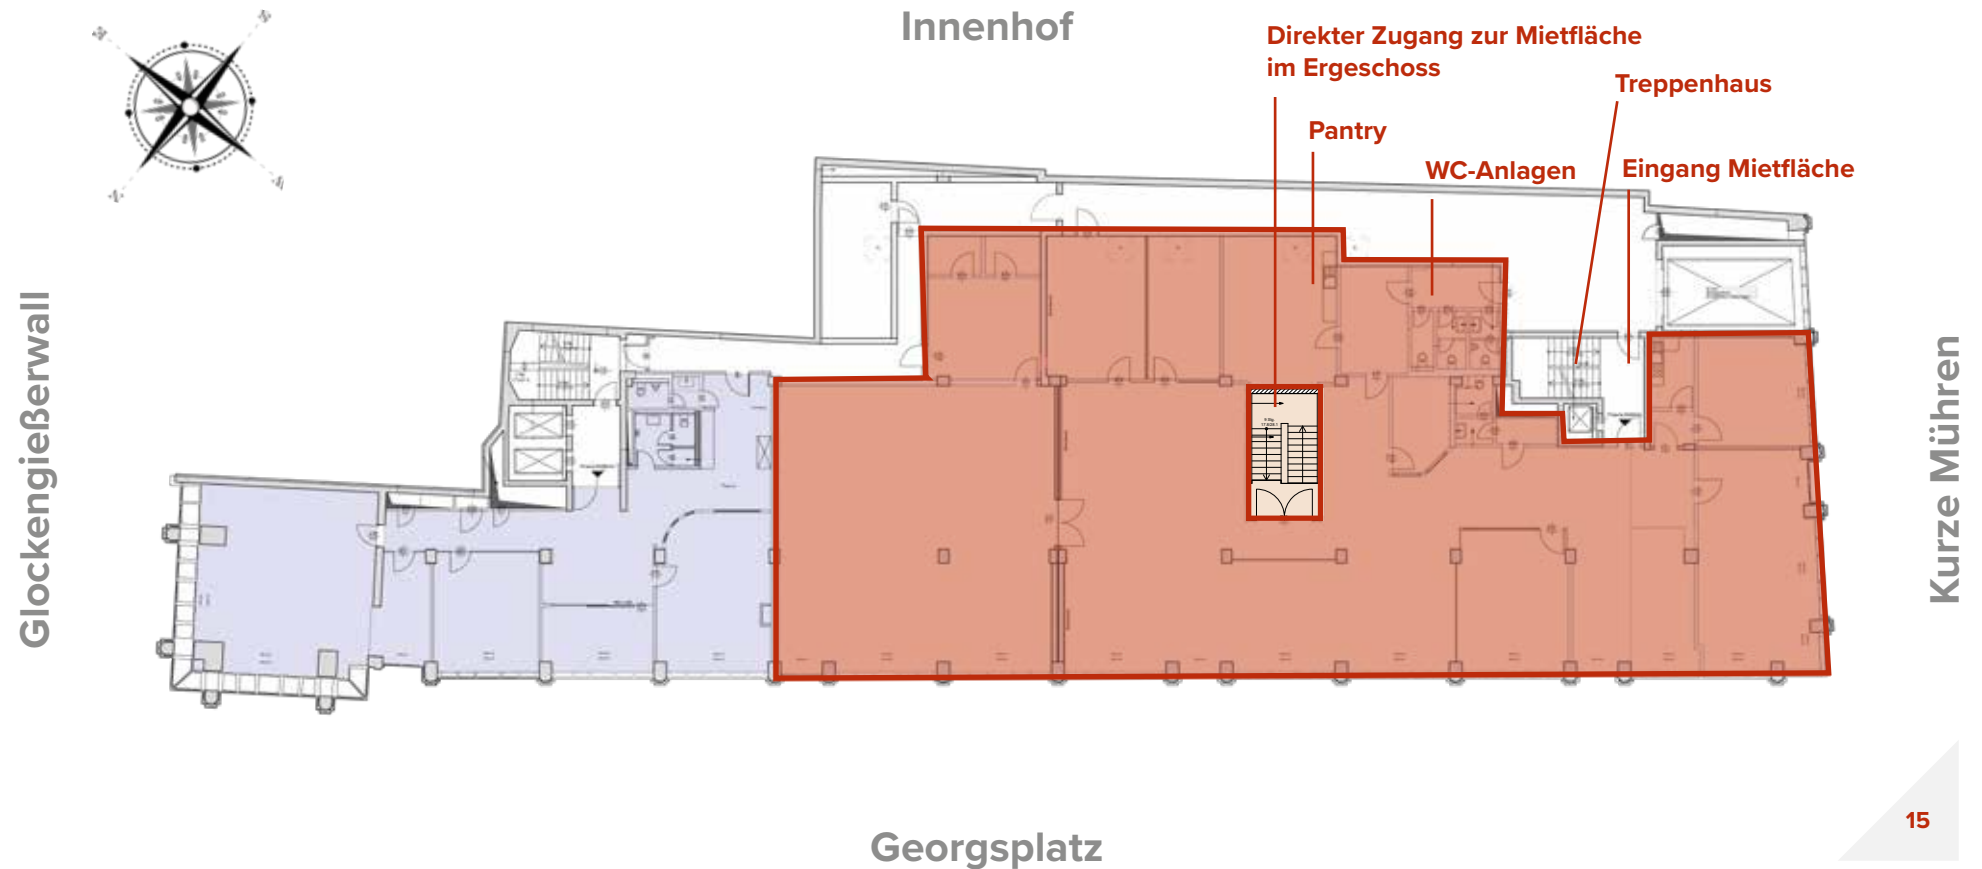 Innenhof
Direkter Zugang zur Mietfläche
im Ergeschoss
Treppenhaus
Pantry
WC-Anlagen
Eingang Mietfläche
Glockengießerwall
Kurze Mühren
15
Georgsplatz